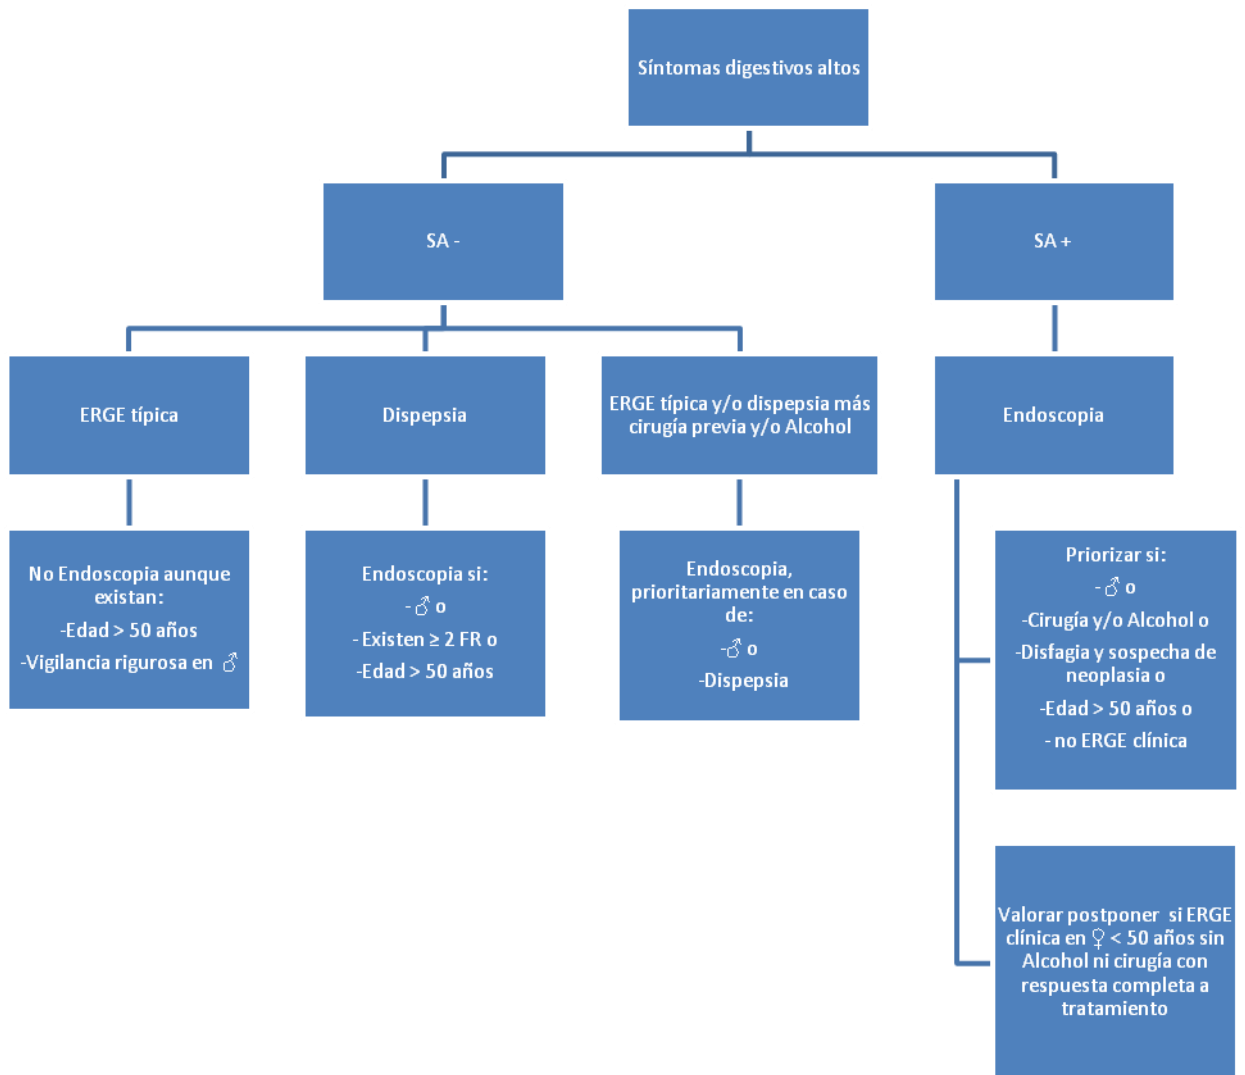 Síntomas digestivos altos
SA -
SA +
ERGE típica
Dispepsia
ERGE típica y/o dispepsia más
cirugía previa y/o Alcohol
Endoscopia
No Endoscopia aunque
existan:
-Edad > 50 años
-Vigilancia rigurosa en ♂
Endoscopia si:
-♂ o
-Existen ≥ 2 FR o
-Edad > 50 años
Endoscopia,
prioritariamente en caso
de:
-♂ o
-Dispepsia
Priorizar si:
-♂ o
-Cirugía y/o Alcohol o
-Disfagia y sospecha de
neoplasia o
-Edad > 50 años o
- no ERGE clínica
Valorar postponer si ERGE
clínica en ♀ < 50 años sin
Alcohol ni cirugía con
respuesta completa a
tratamiento